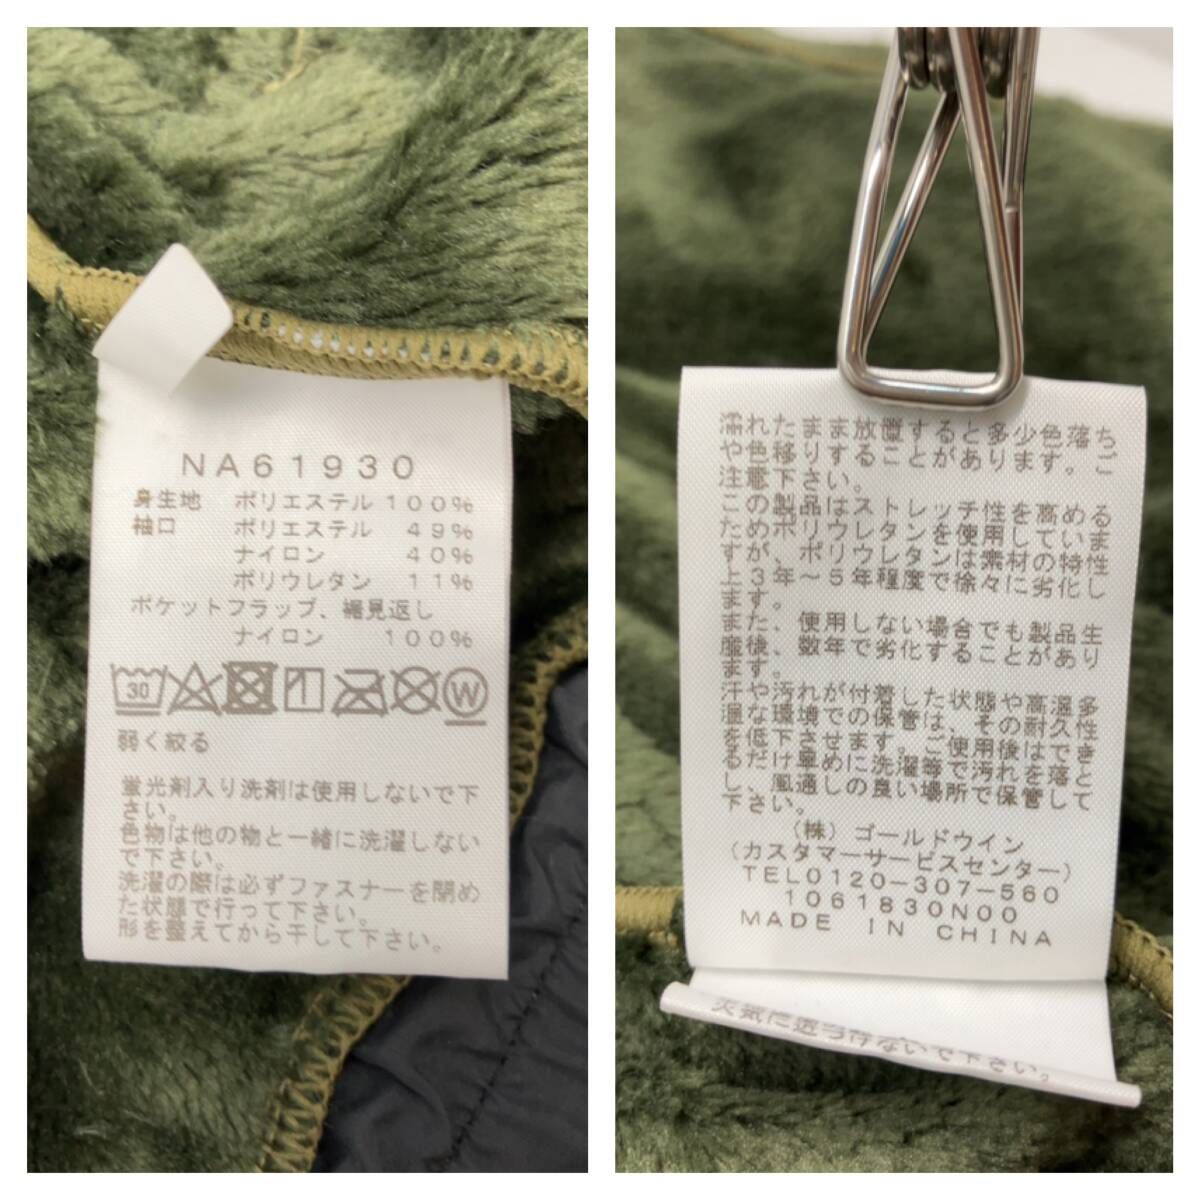 NA61930
身生地 ポリエステル 100%
袖口 ポリエステル 49%
ナイロン 40%
ポリウレタン 11%
ポケットフラップ、裾見返し
ナイロン 100%
30 W
弱く絞る
蛍光剤入り洗剤は使用しないで下
さい。
色物は他の物と一緒に洗濯しない
で下さい。
洗濯の際は必ずファスナーを閉め
た状態で行って下さい。
形を整えてから干して下さい。
濡れたまま放置すると多少色落ち
や色移りすることがあります。ご
注意下さい。
この製品はストレッチ性を高める
ためポリウレタンを使用していま
すが、ポリウレタンは素材の特性
上3年～5年程度で徐々に劣化し
ます。
また、使用しない場合でも製品生
産後、数年で劣化することがあり
ます。
汗や汚れが付着した状態や高温多
湿な環境での保管は、その耐久性
を低下させます。ご使用後はでき
るだけ早めに洗濯等で汚れを落と
し、風通しの良い場所で保管して
下さい。
(株)ゴールドウイン
(カスタマーサービスセンター)
TEL0120-307-560
1061830N00
MADE IN CHINA
火気に近づけないで下さい。